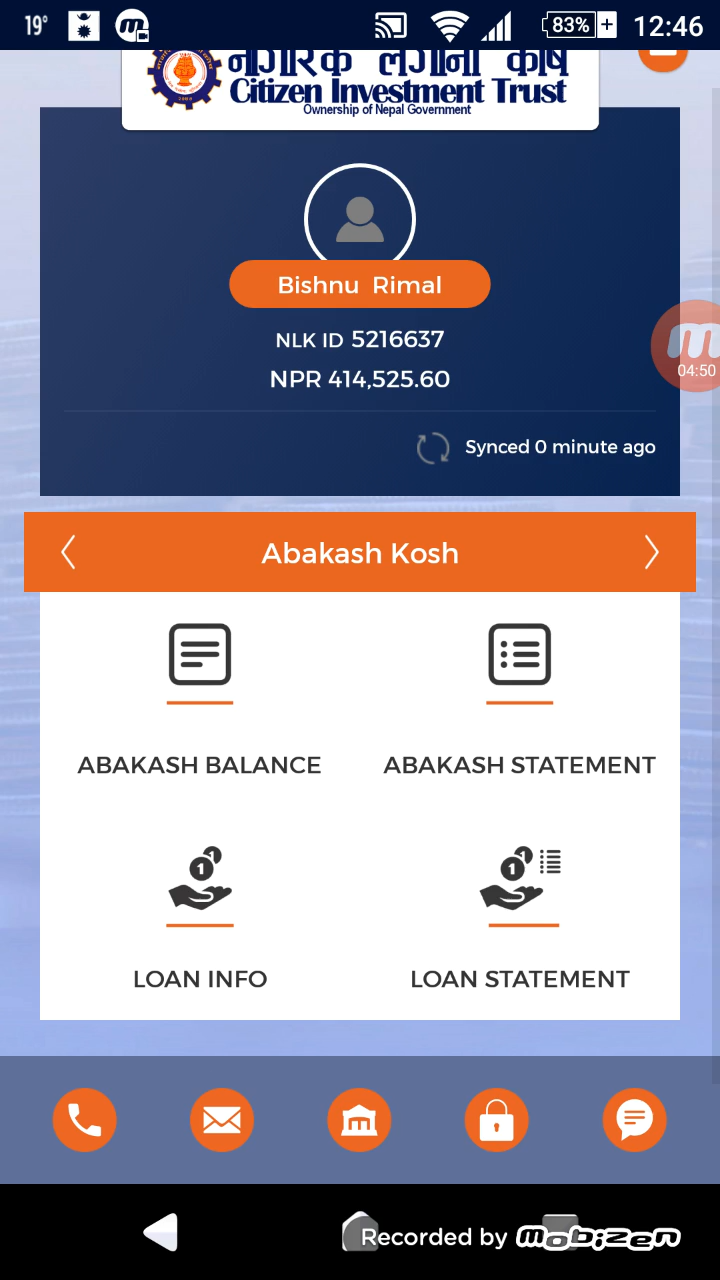 19°
83%
12:46
नागरिक लगानी कोष
Citizen Investment Trust
Ownership of Nepal Government
Bishnu Rimal
NLK ID 5216637
NPR 414,525.60
04:50
Synced 0 minute ago
Abakash Kosh
ABAKASH BALANCE
ABAKASH STATEMENT
LOAN INFO
LOAN STATEMENT
Recorded by mobizen